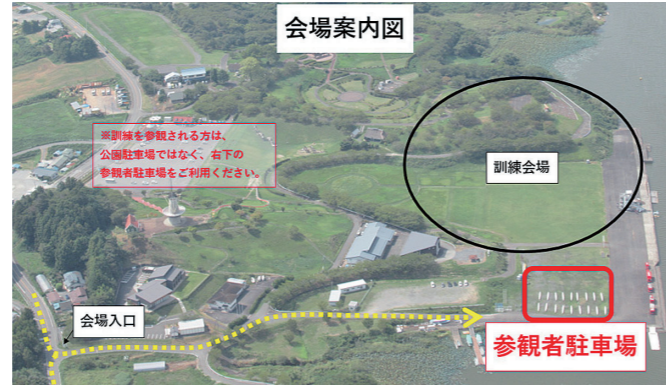 会場案内図
※訓練を参観される方は、
公園駐車場ではなく、右下の
参観者駐車場をご利用ください。
訓練会場
会場入口
参観者駐車場